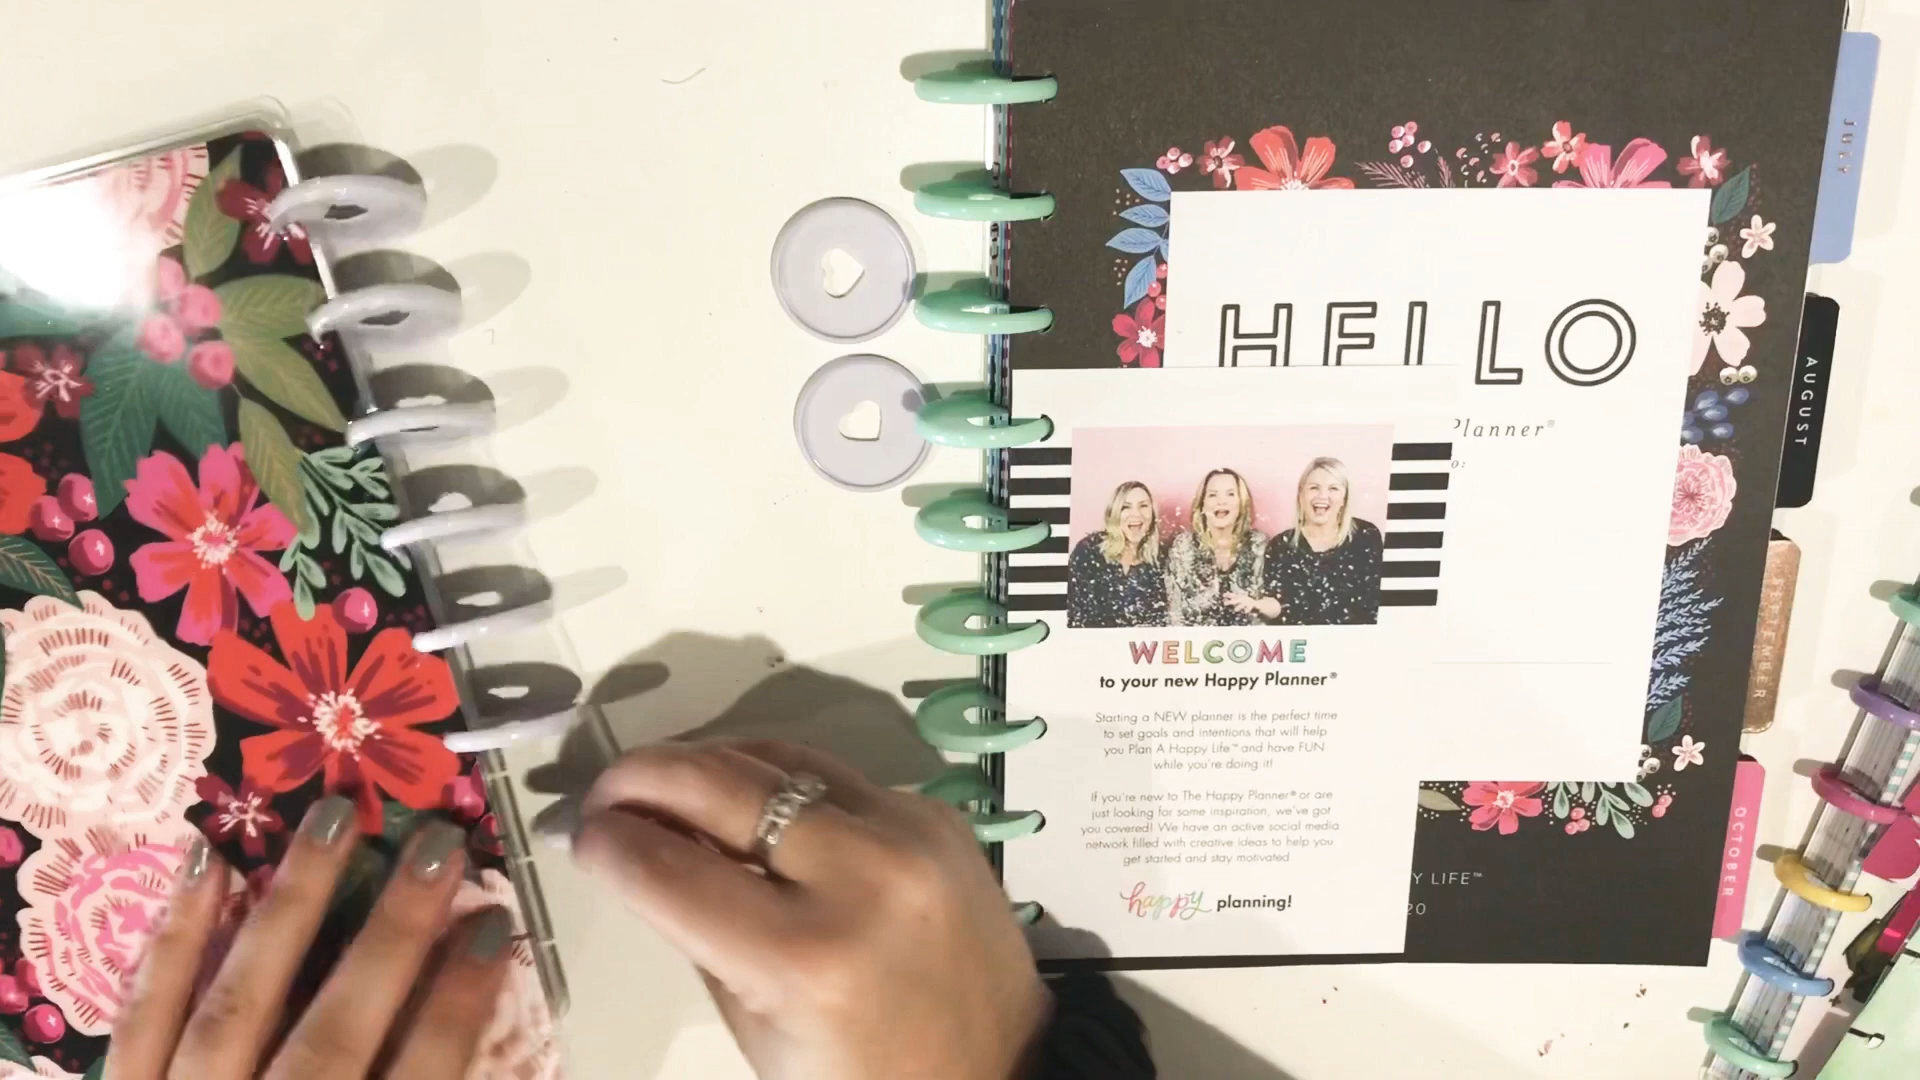 HELLO
Planner®
o:
WELCOME
to your new Happy Planner®
Starting a NEW planner is the perfect time
to set goals and intentions that will help
you Plan A Happy Life™ and have FUN
while you're doing it!
If you're new to The Happy Planner® or are
just looking for some inspiration, we've got
you covered! We have an active social media
network filled with creative ideas to help you
get started and stay motivated
happy planning!
Y LIFE™
20
JULY
AUGUST
SEPTEMBER
OCTOBER